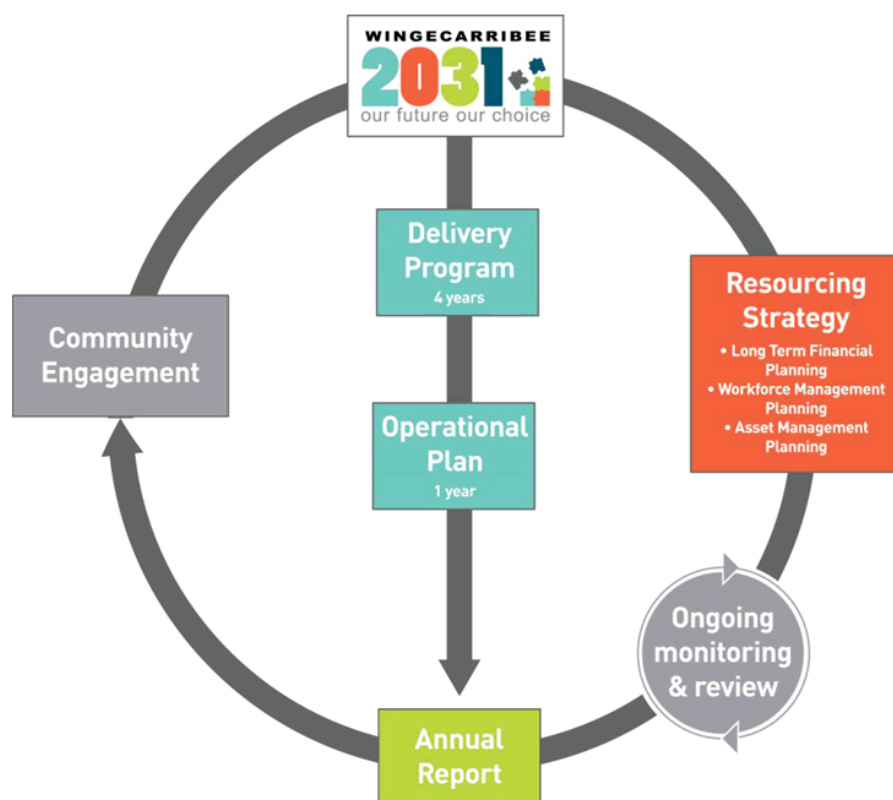 WINGECARRIBEE
2031
our future our choice
Delivery
Program
4 years
Community
Engagement
Resourcing
Strategy
• Long Term Financial
Planning
• Workforce Management
Planning
• Asset Management
Planning
Operational
Plan
1 year
Ongoing
monitoring
& review
Annual
Report